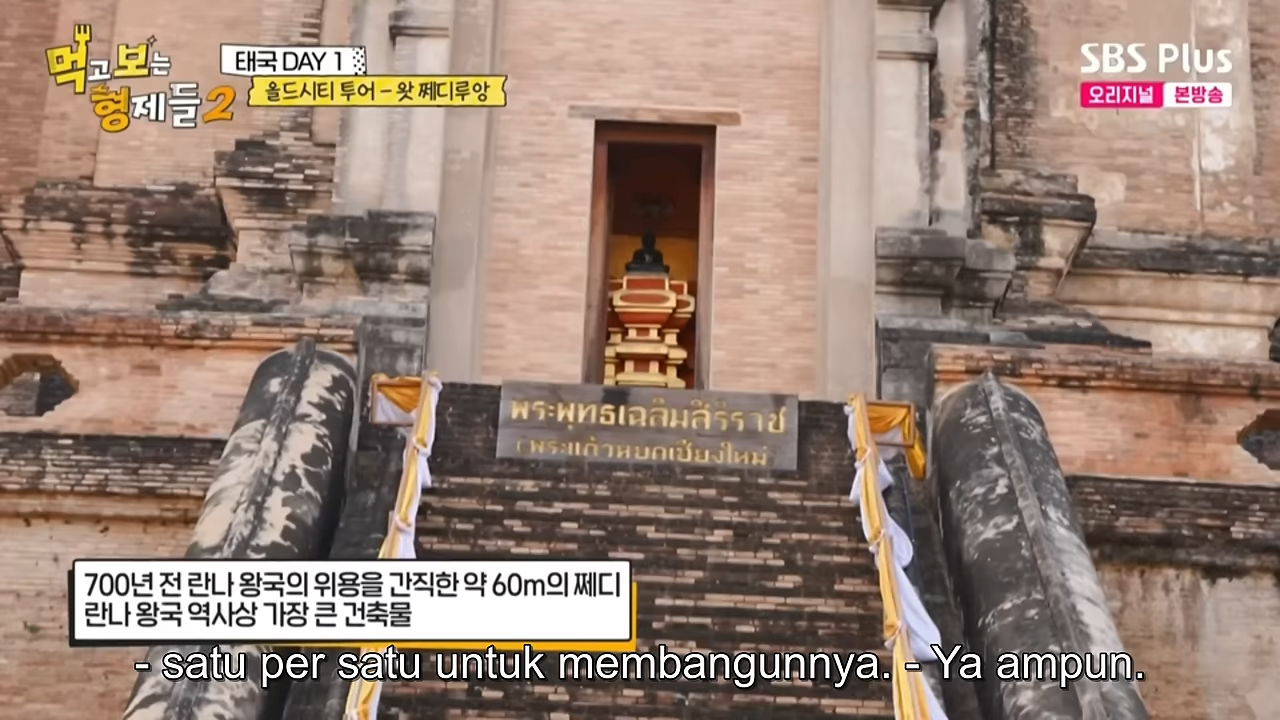 먹고 보는
형제들2
태국 DAY 1
올드시티 투어 – 왓 쩨디루앙
SBS Plus
오리지널 본방송
พระพุทธเฉลิมสิริราช
(พระแก้วหยกเชียงใหม่)
700년 전 란나 왕국의 위용을 간직한 약 60m의 쩨디
란나 왕국 역사상 가장 큰 건축물
- satu per satu untuk membangunnya. - Ya ampun.